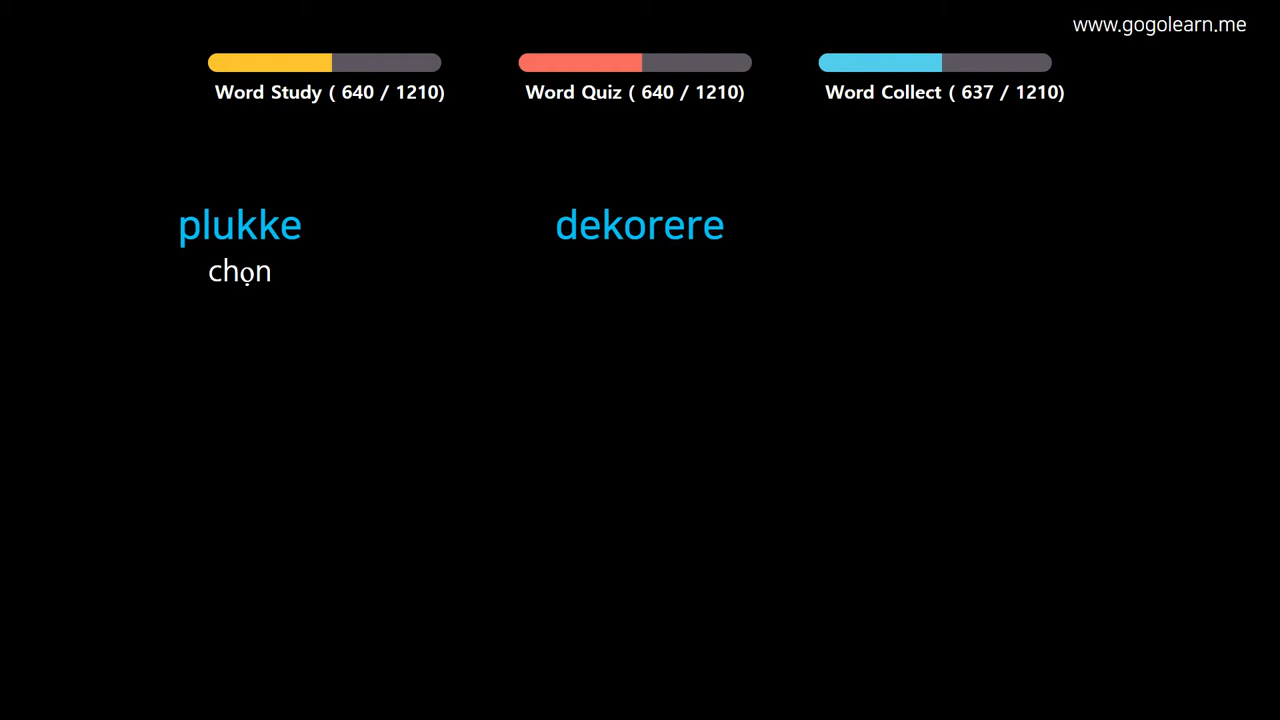 www.gogolearn.me
Word Study ( 640 / 1210)
Word Quiz ( 640 / 1210)
Word Collect ( 637 / 1210)
plukke
chọn
dekorere